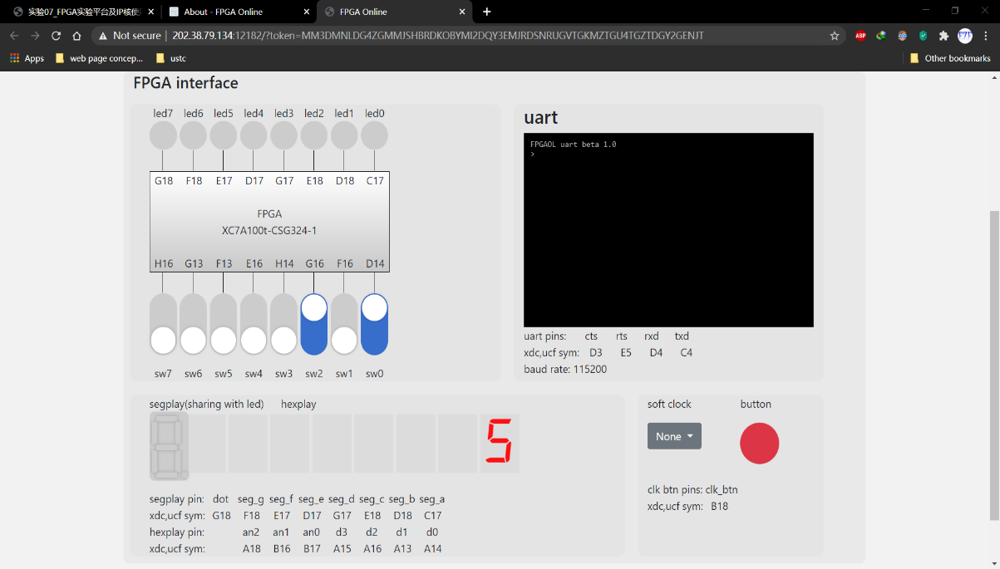 实验07_FPGA实验平台及IP核使
About - FPGA Online
FPGA Online
Not secure | 202.38.79.134:12182/?token=MM3DMNLDG4ZGMMJSHBRDKOBYMI2DQY3EMJRDSNRUGVTGKMZTGU4TGZTDGY2GENJT
ABP
Apps web page concep... ustc Other bookmarks
FPGA interface
led7 led6 led5 led4 led3 led2 led1 led0
G18 F18 E17 D17 G17 E18 D18 C17
FPGA
XC7A100t-CSG324-1
H16 G13 F13 E16 H14 G16 F16 D14
sw7 sw6 sw5 sw4 sw3 sw2 sw1 sw0
uart
FPGAOL uart beta 1.0
>
uart pins: cts rts rxd txd
xdc,ucf sym: D3 E5 D4 C4
baud rate: 115200
segplay(sharing with led) hexplay
5
segplay pin: dot seg_g seg_f seg_e seg_d seg_c seg_b seg_a
xdc,ucf sym: G18 F18 E17 D17 G17 E18 D18 C17
hexplay pin: an2 an1 an0 d3 d2 d1 d0
xdc,ucf sym: A18 B16 B17 A15 A16 A13 A14
soft clock button
None
clk btn pins: clk_btn
xdc,ucf sym: B18